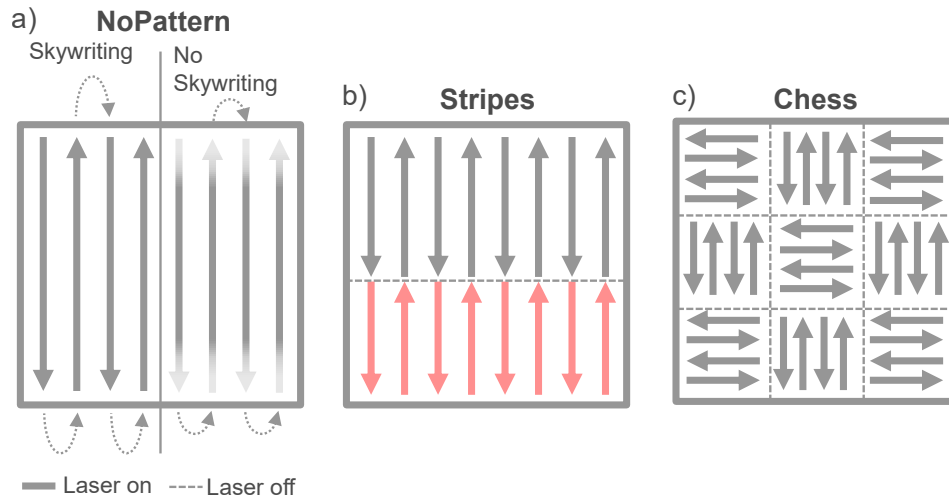 a)
NoPattern
Skywriting
No
Skywriting
b)
Stripes
c)
Chess
Laser on
Laser off